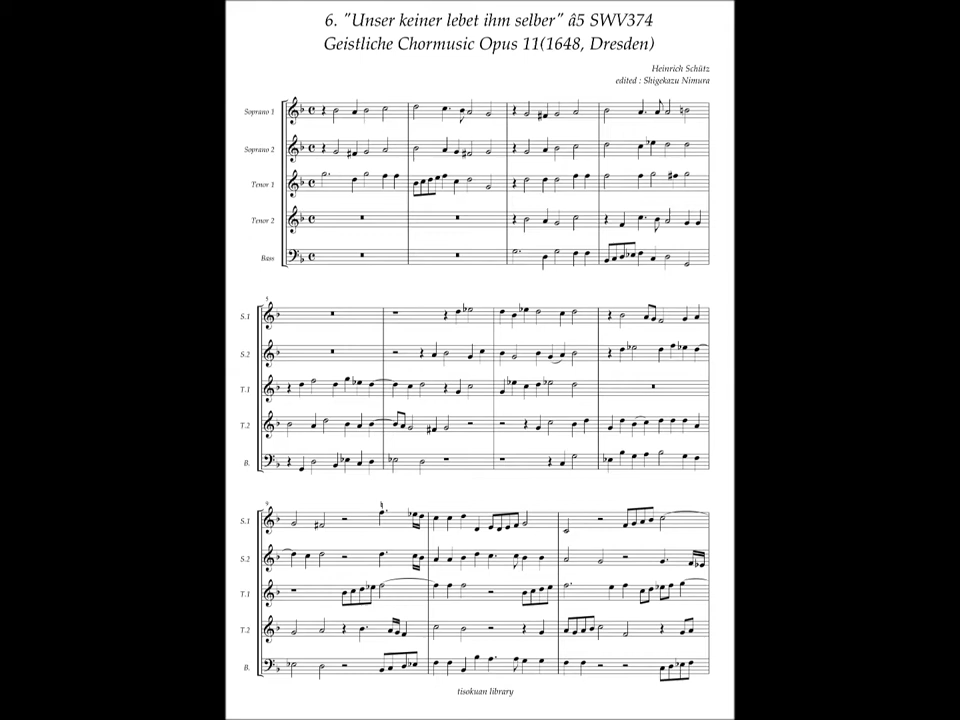 6. "Unser keiner lebet ihm selber" â5 SWV374
Geistliche Chormusic Opus 11(1648, Dresden)
Heinrich Schütz
edited : Shigekazu Nimura
Soprano 1
Soprano 2
Tenor 1
Tenor 2
Bass
5
S.1
S.2
T.1
T.2
B.
9
S.1
S.2
T.1
T.2
B.
tisokuan library